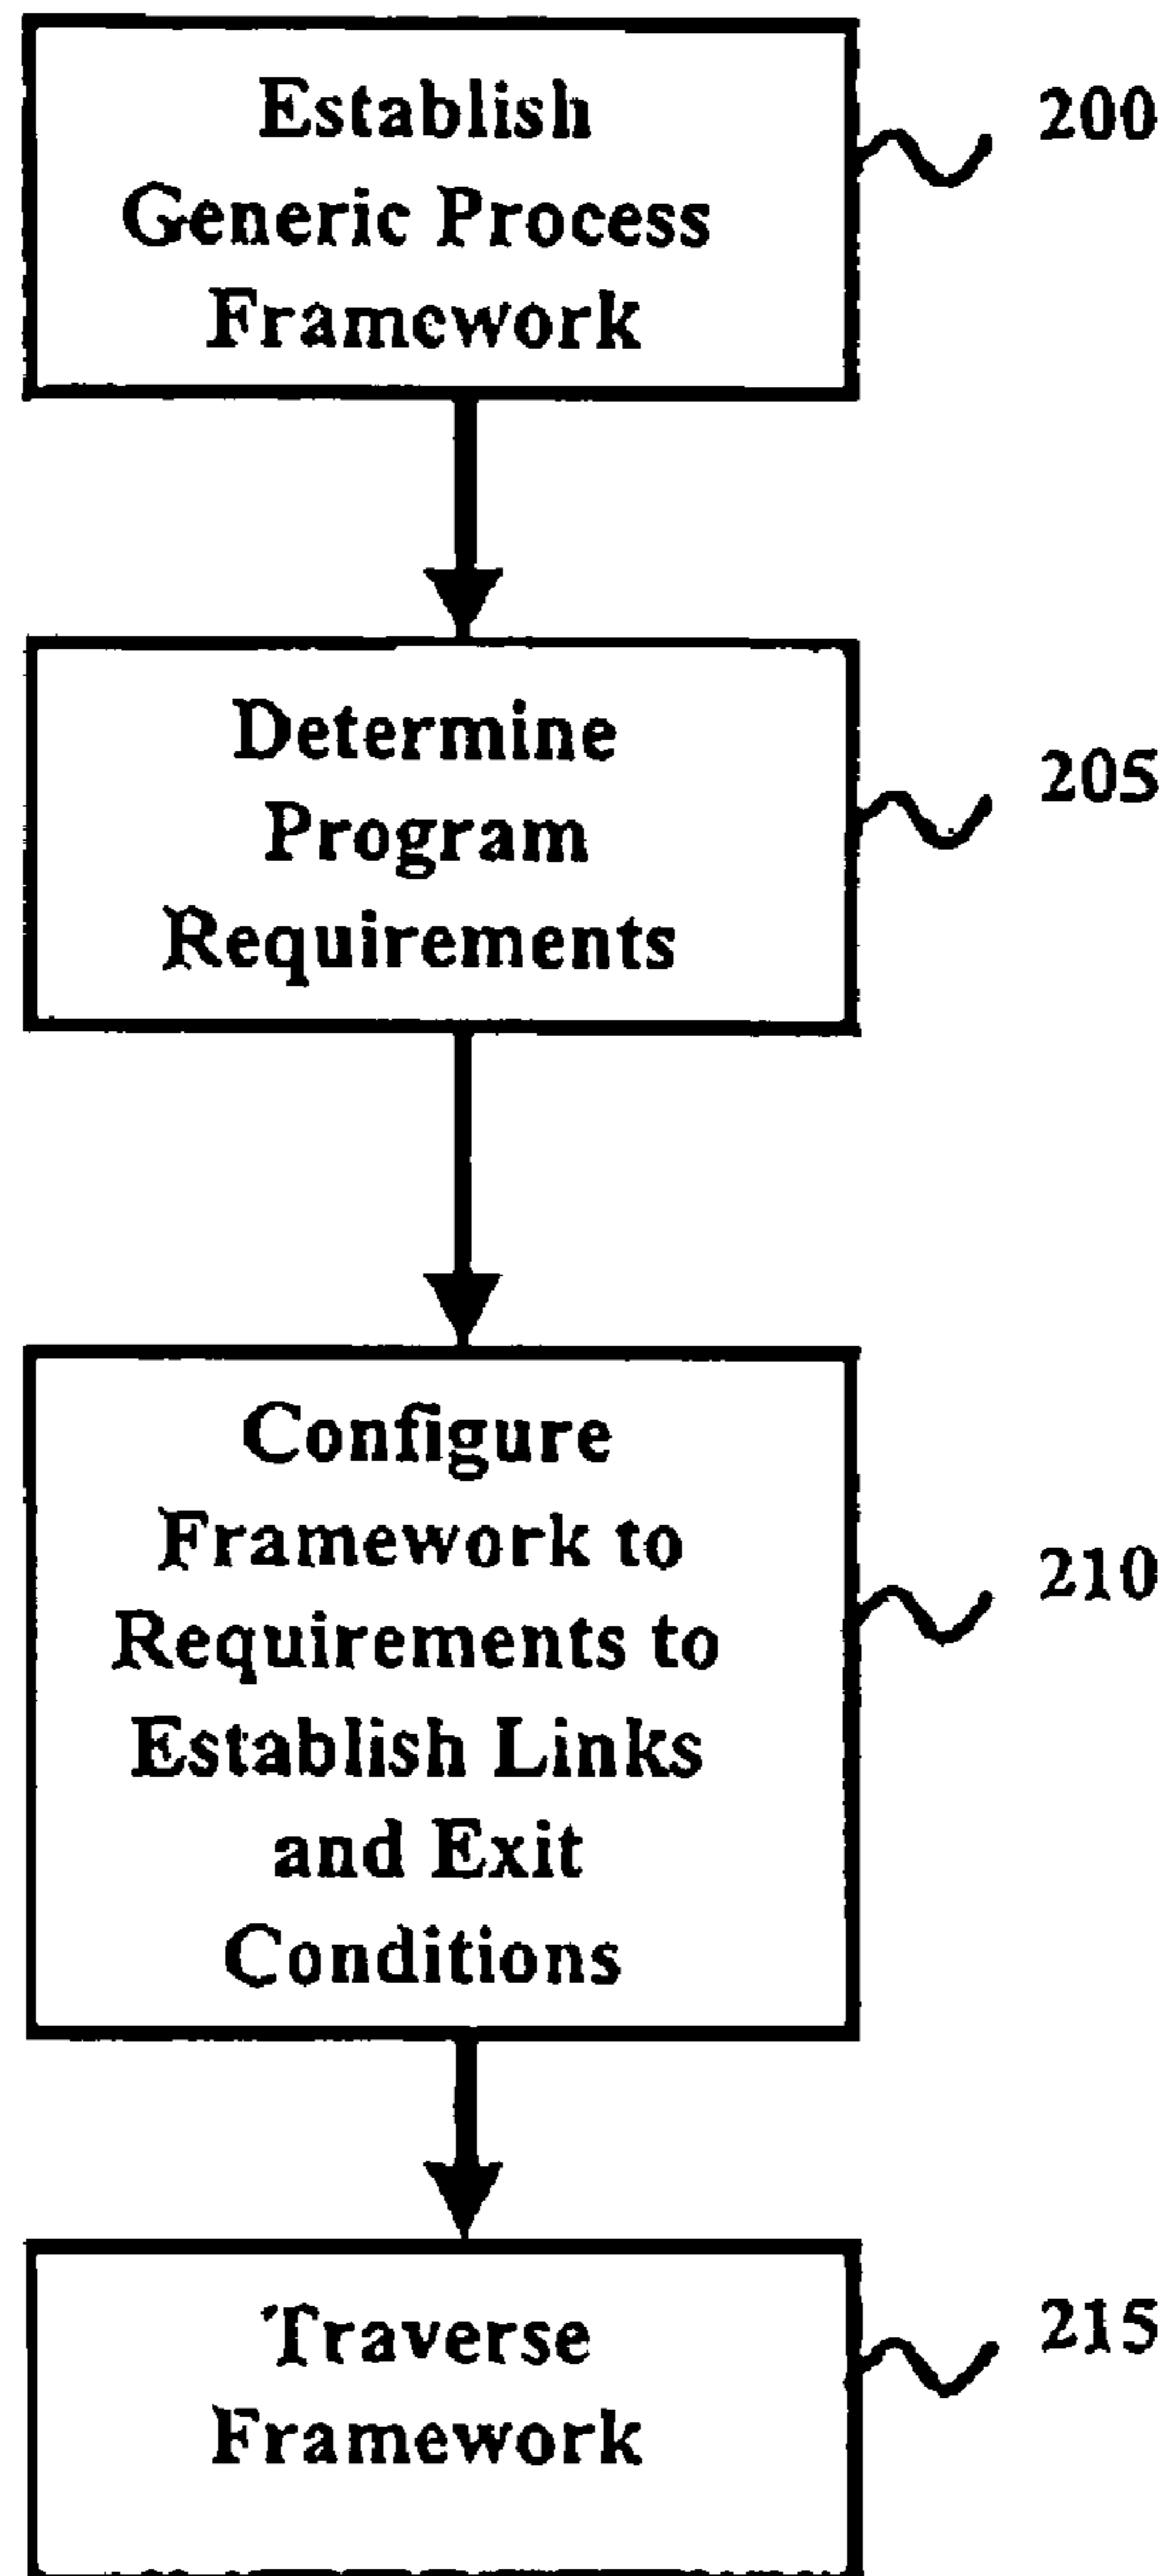 Establish
Generic Process
Framework
200
Determine
Program
Requirements
205
Configure
Framework to
Requirements to
Establish Links
and Exit
Conditions
210
Traverse
Framework
215